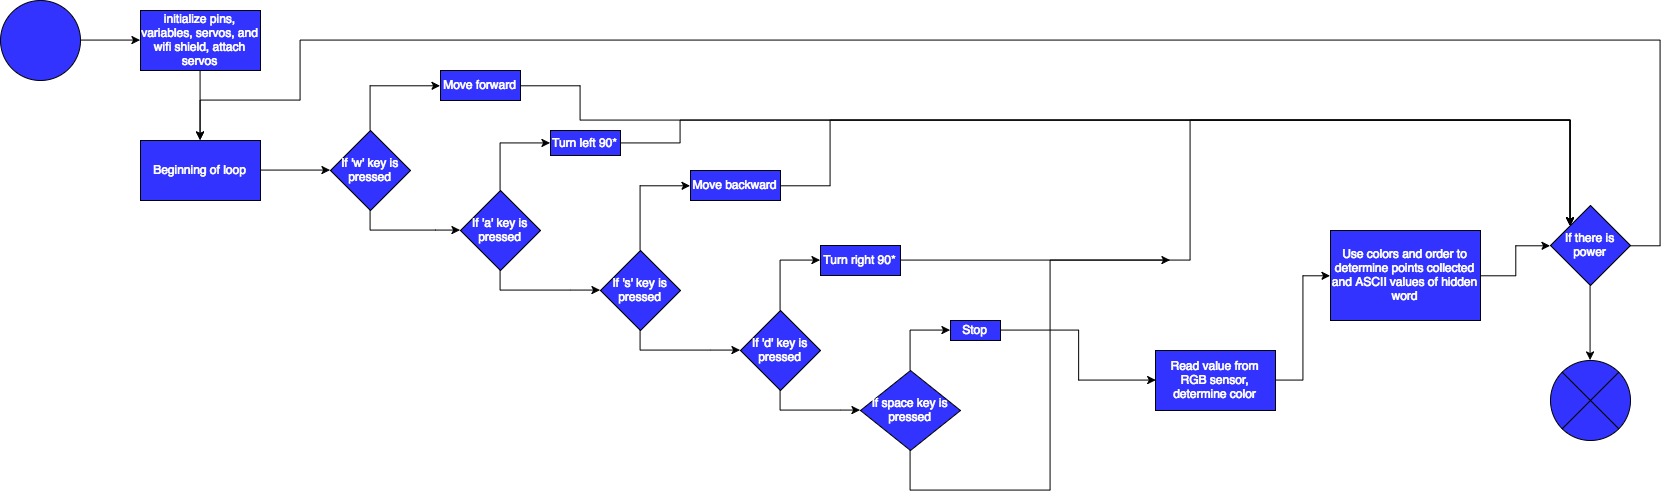 initialize pins,
variables, servos, and
wifi shield, attach
servos
Beginning of loop
If 'w' key is
pressed
Move forward
If 'a' key is
pressed
Turn left 90*
If 's' key is
pressed
Move backward
If 'd' key is
pressed
Turn right 90*
If space key is
pressed
Stop
Read value from
RGB sensor,
determine color
Use colors and order to
determine points collected
and ASCII values of hidden
word
If there is
power